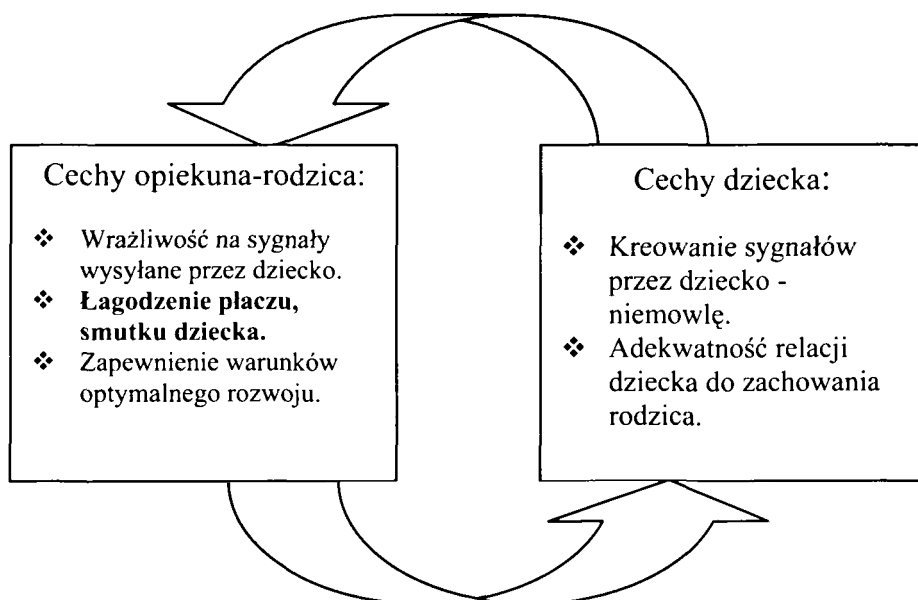 Cechy opiekuna-rodzica:
❖ Wrażliwość na sygnały
wysyłane przez dziecko.
❖ Łagodzenie płaczu,
smutku dziecka.
❖ Zapewnienie warunków
optymalnego rozwoju.
Cechy dziecka:
❖ Kreowanie sygnałów
przez dziecko -
niemowlę.
❖ Adekwatność relacji
dziecka do zachowania
rodzica.